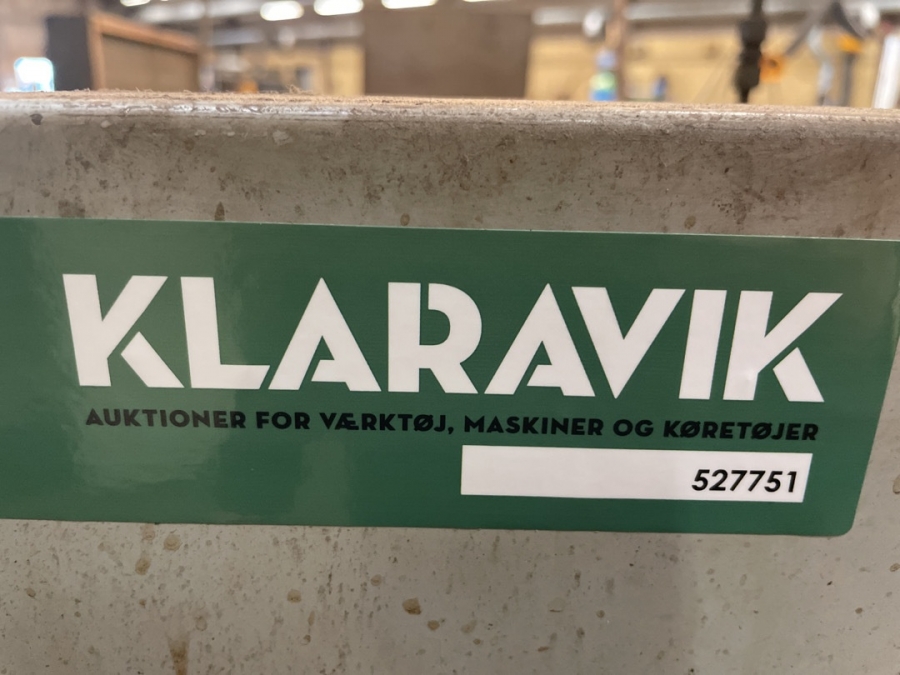 KLARAVIK
AUKTIONER FOR VÆRKTØJ, MASKINER OG KØRETØJER
527751